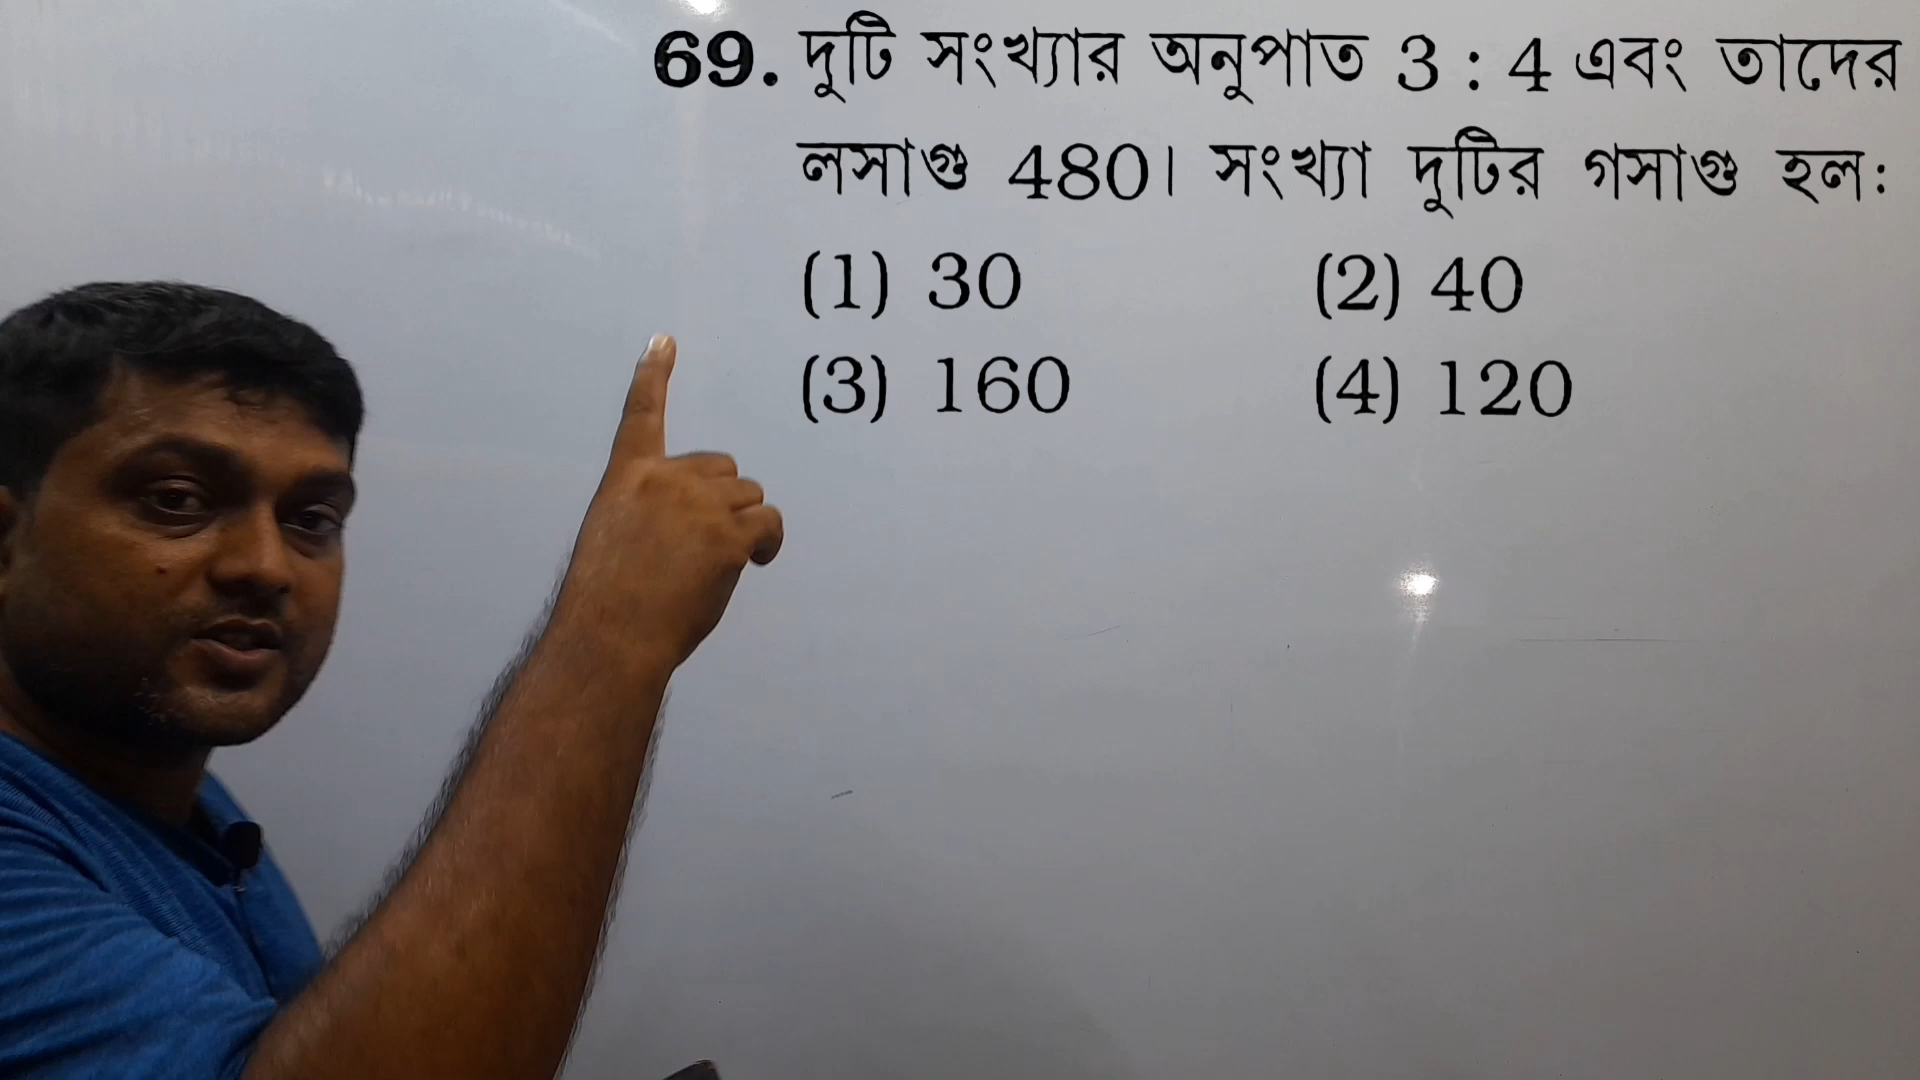 69. দুটি সংখ্যার অনুপাত 3 : 4 এবং তাদের
লসাগু 480। সংখ্যা দুটির গসাগু হল:
(1) 30 (2) 40
(3) 160 (4) 120